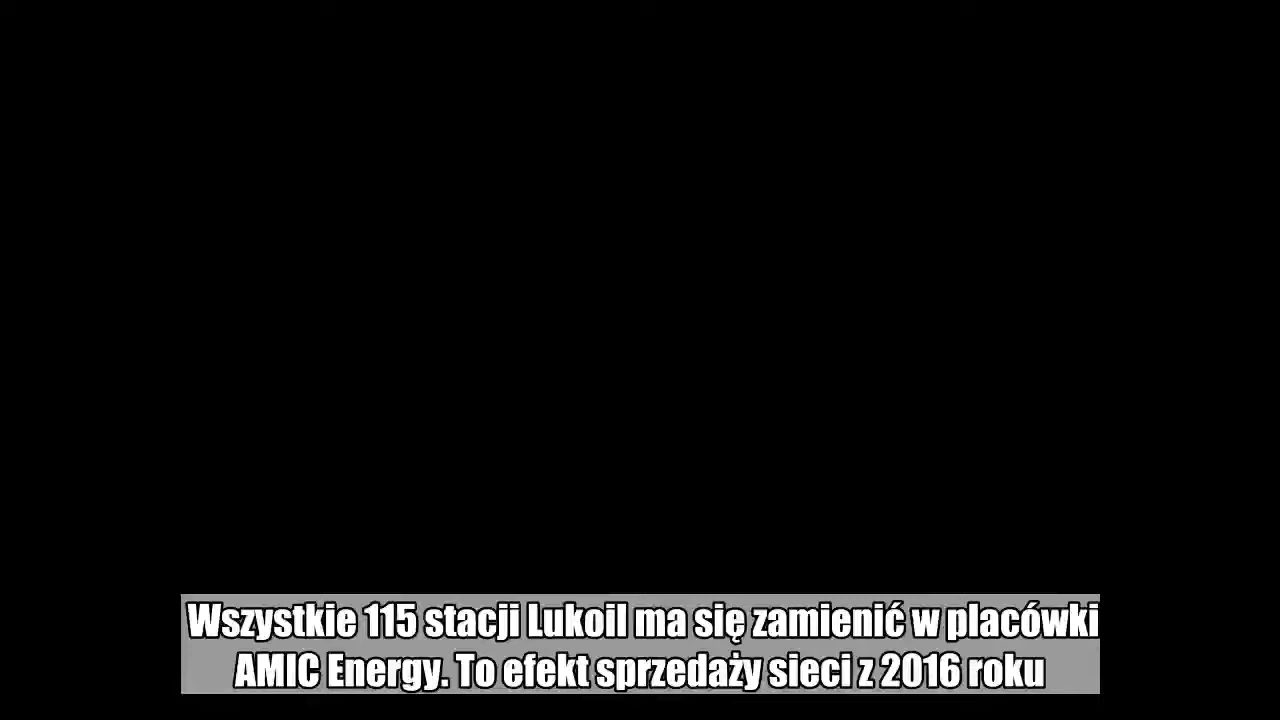 Wszystkie 115 stacji Lukoil ma się zamienić w placówki
AMIC Energy. To efekt sprzedaży sieci z 2016 roku